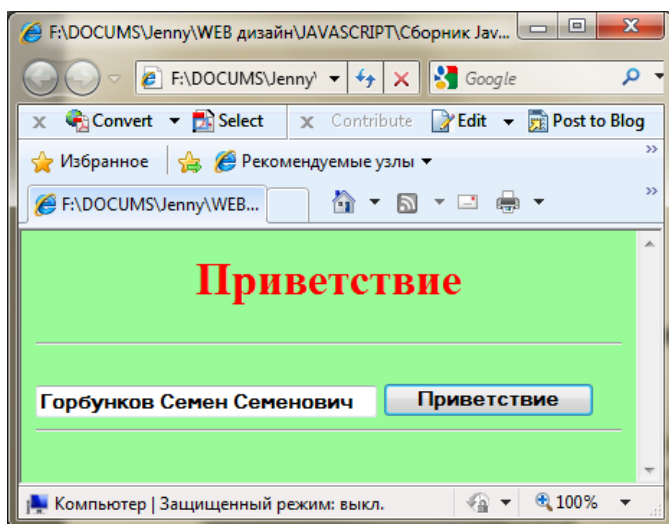 F:\DOCUMS\Jenny\WEB дизайн\JAVASCRIPT\Сборник Jav...
F:\DOCUMS\Jenny\ Google
x Convert Select x Contribute Edit Post to Blog
Избранное Рекомендуемые узлы
F:\DOCUMS\Jenny\WEB...
Приветствие
Горбунков Семен Семенович Приветствие
Компьютер | Защищенный режим: выкл. 100%